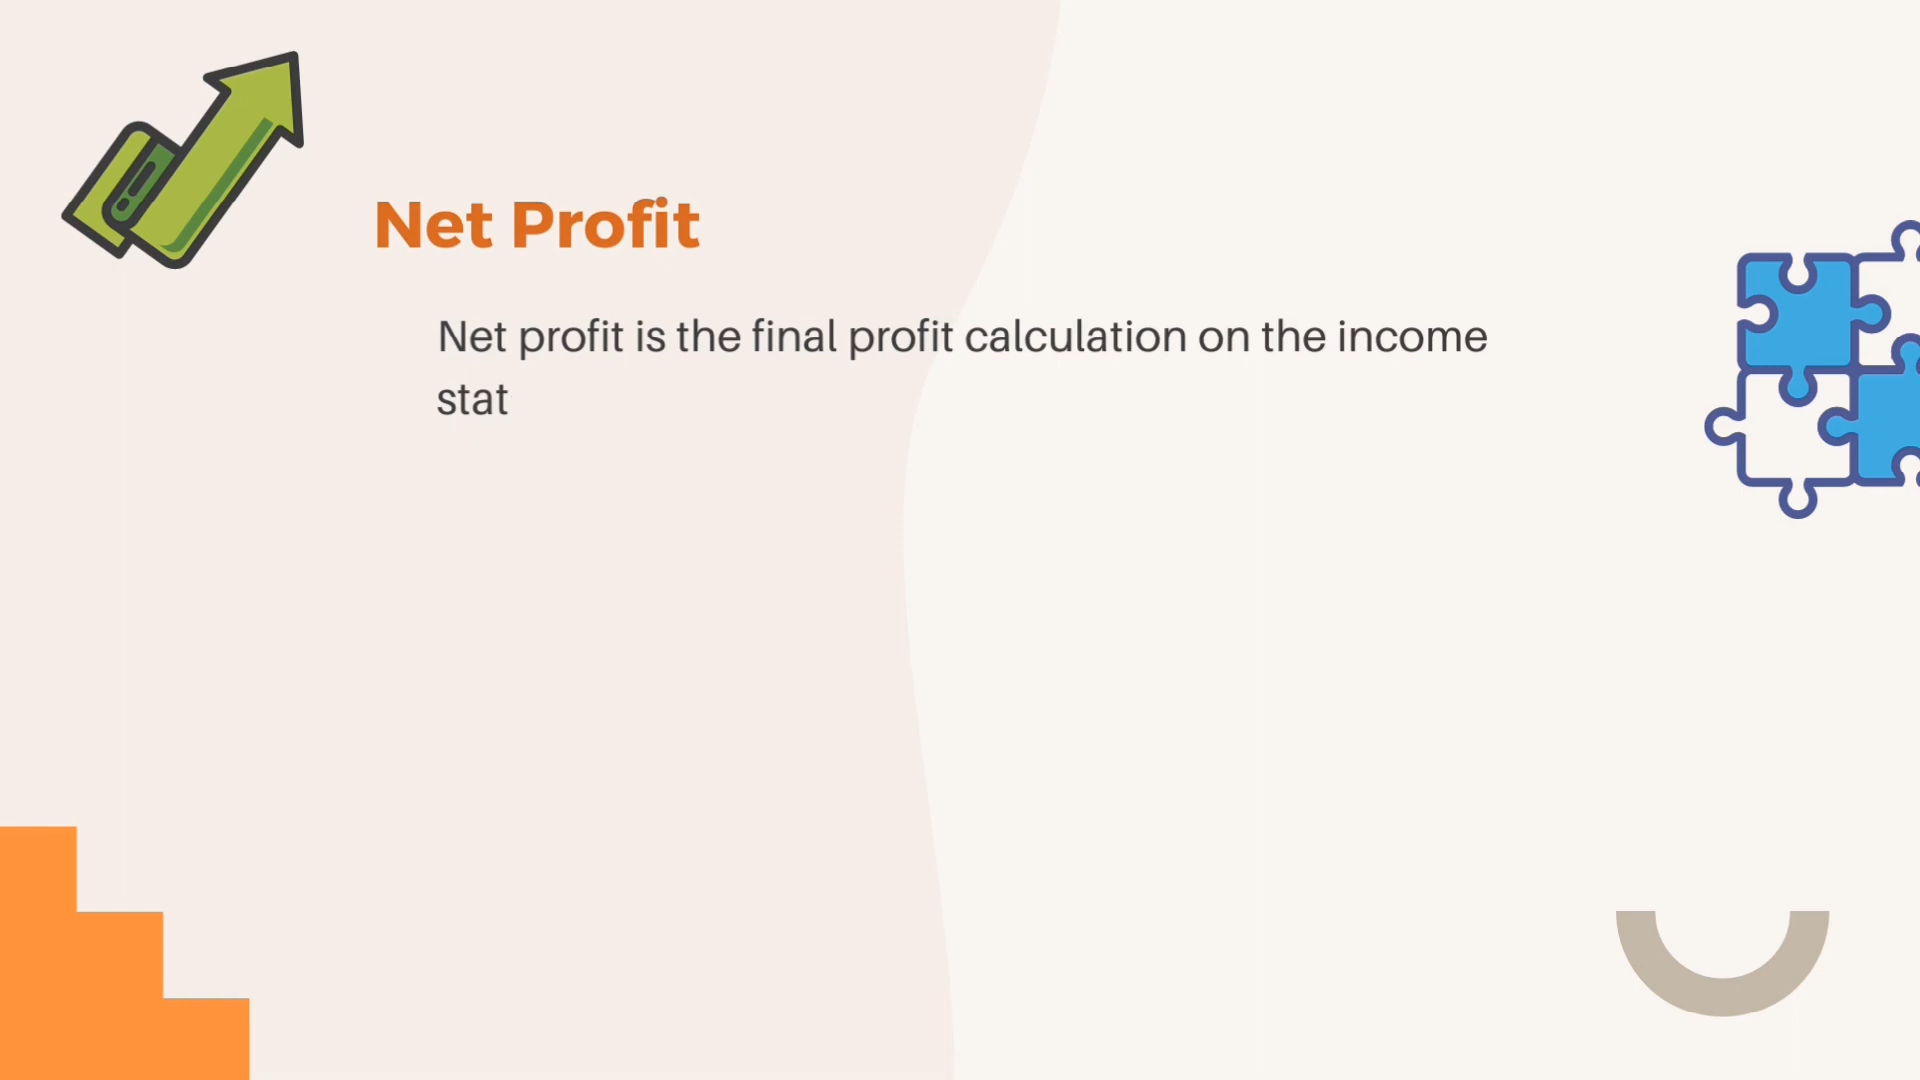 Net Profit
Net profit is the final profit calculation on the income
stat